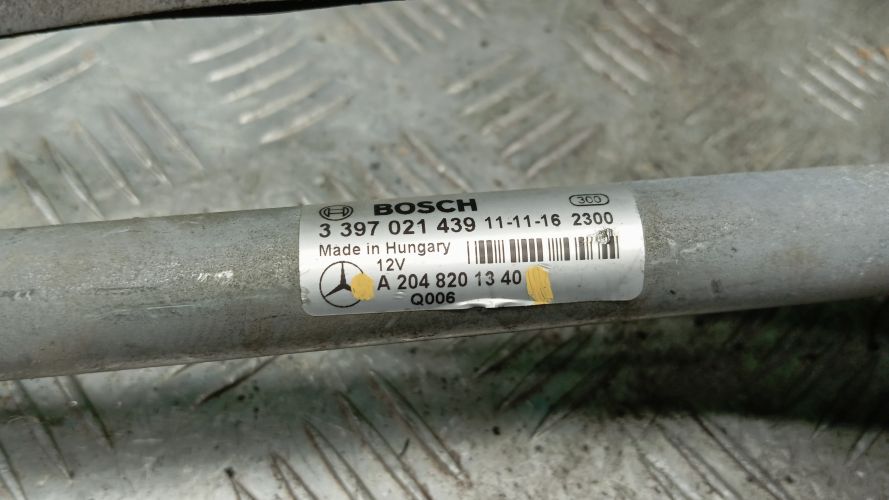 BOSCH 300
3 397 021 439 11-11-16 2300
Made in Hungary
12V
A 204 820 13 40
Q006